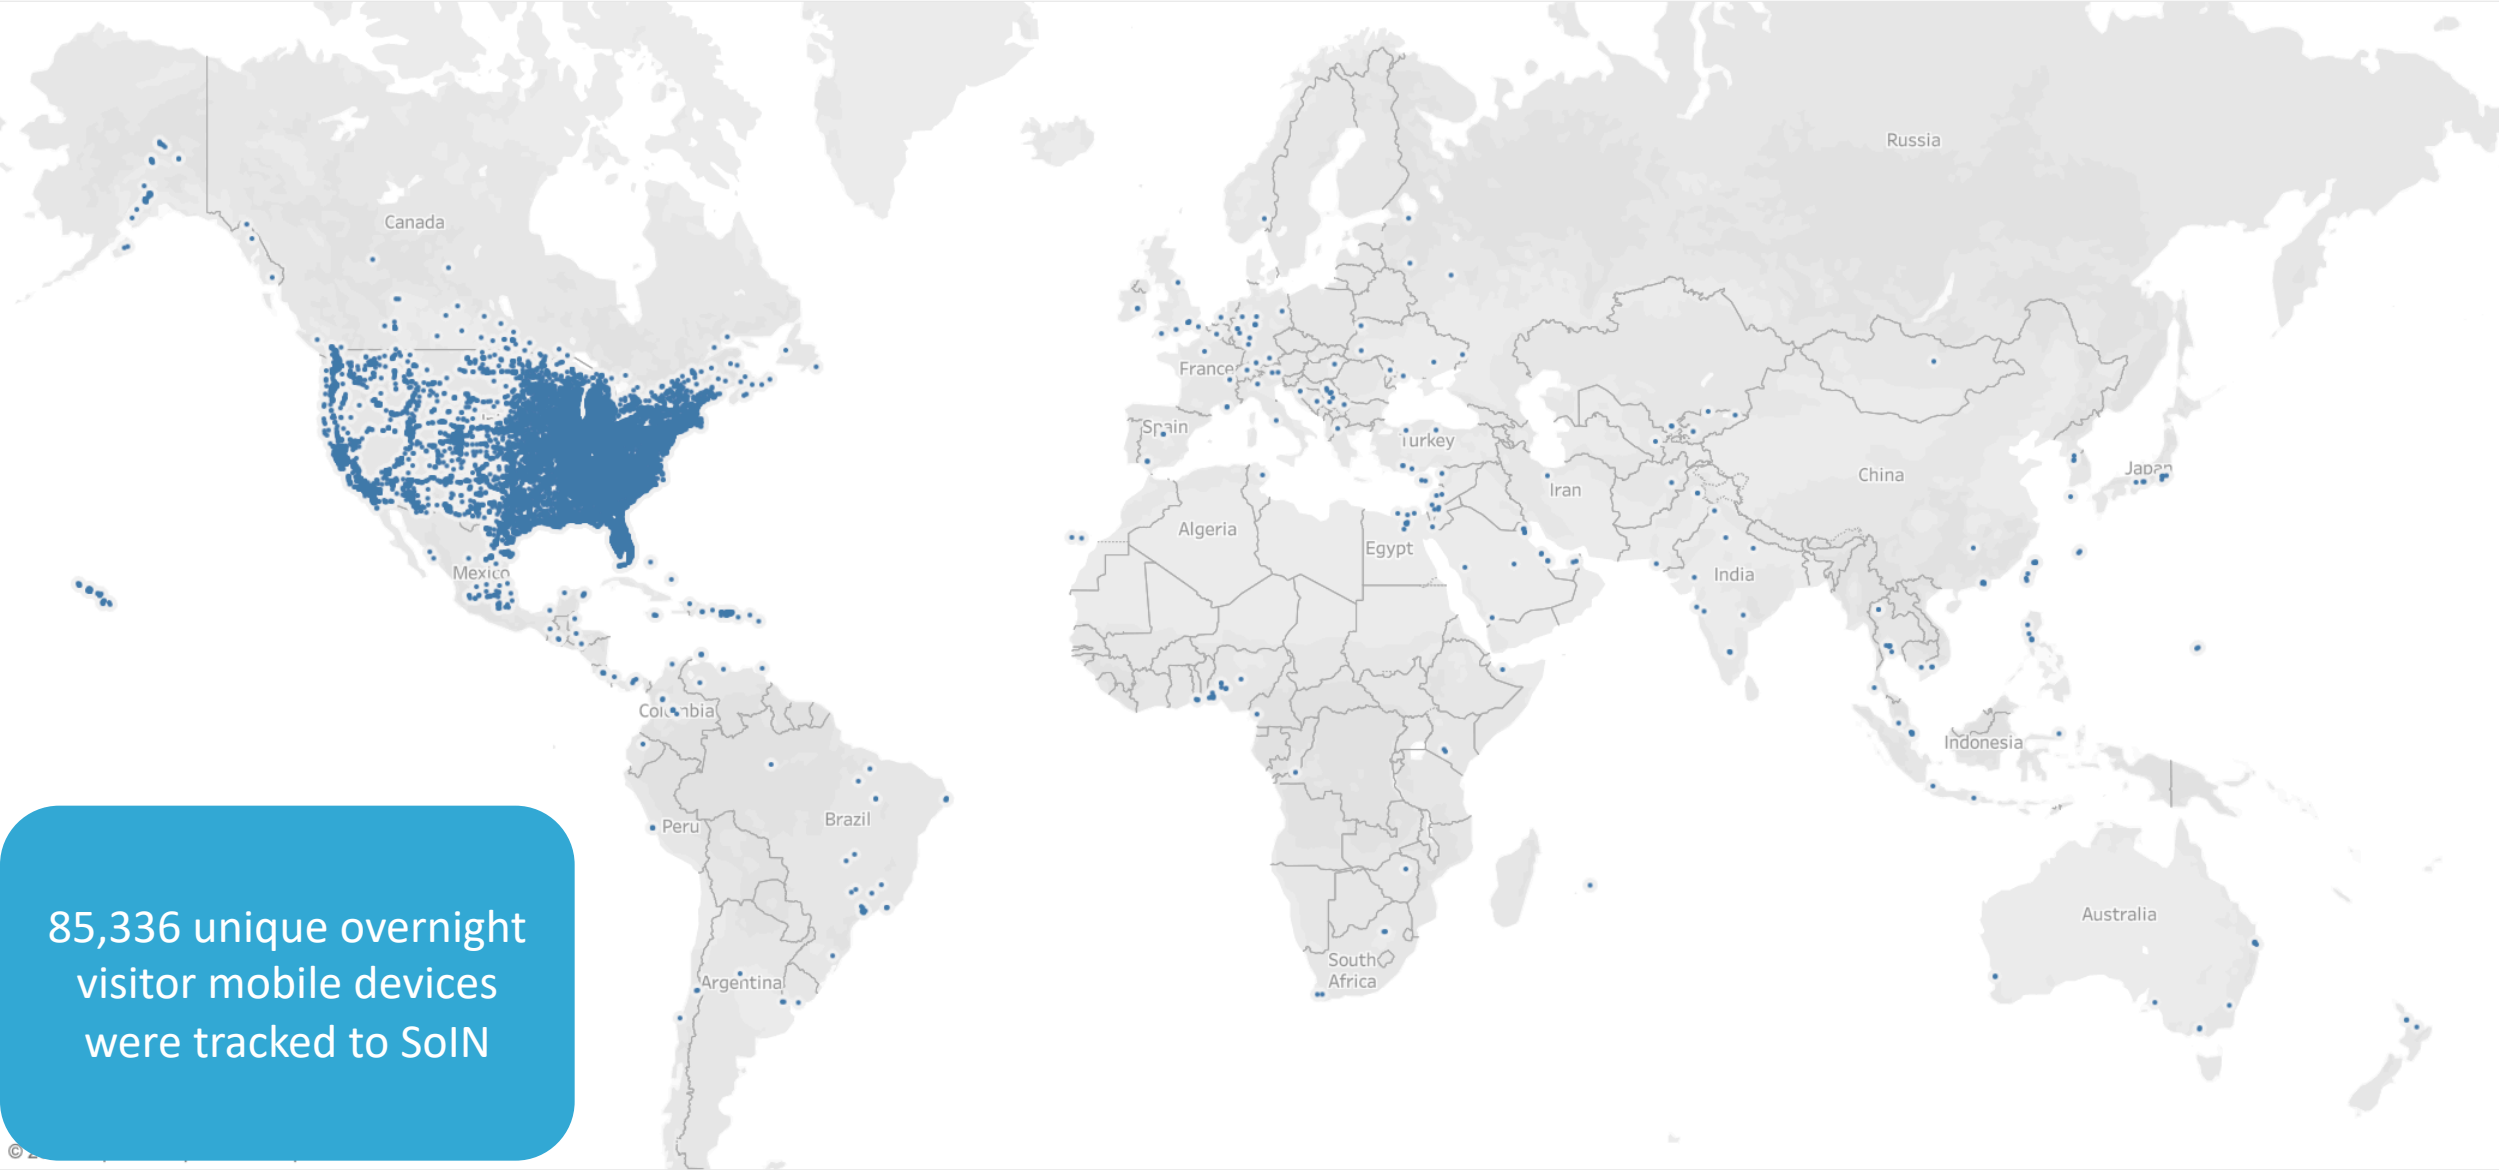 Russia
Canada
France
Spain
Turkey
Japan
China
Iran
Algeria
Egypt
Mexico
India
Colombia
Indonesia
Peru
Brazil
Australia
South
Africa
Argentina
85,336 unique overnight
visitor mobile devices
were tracked to SoIN
©